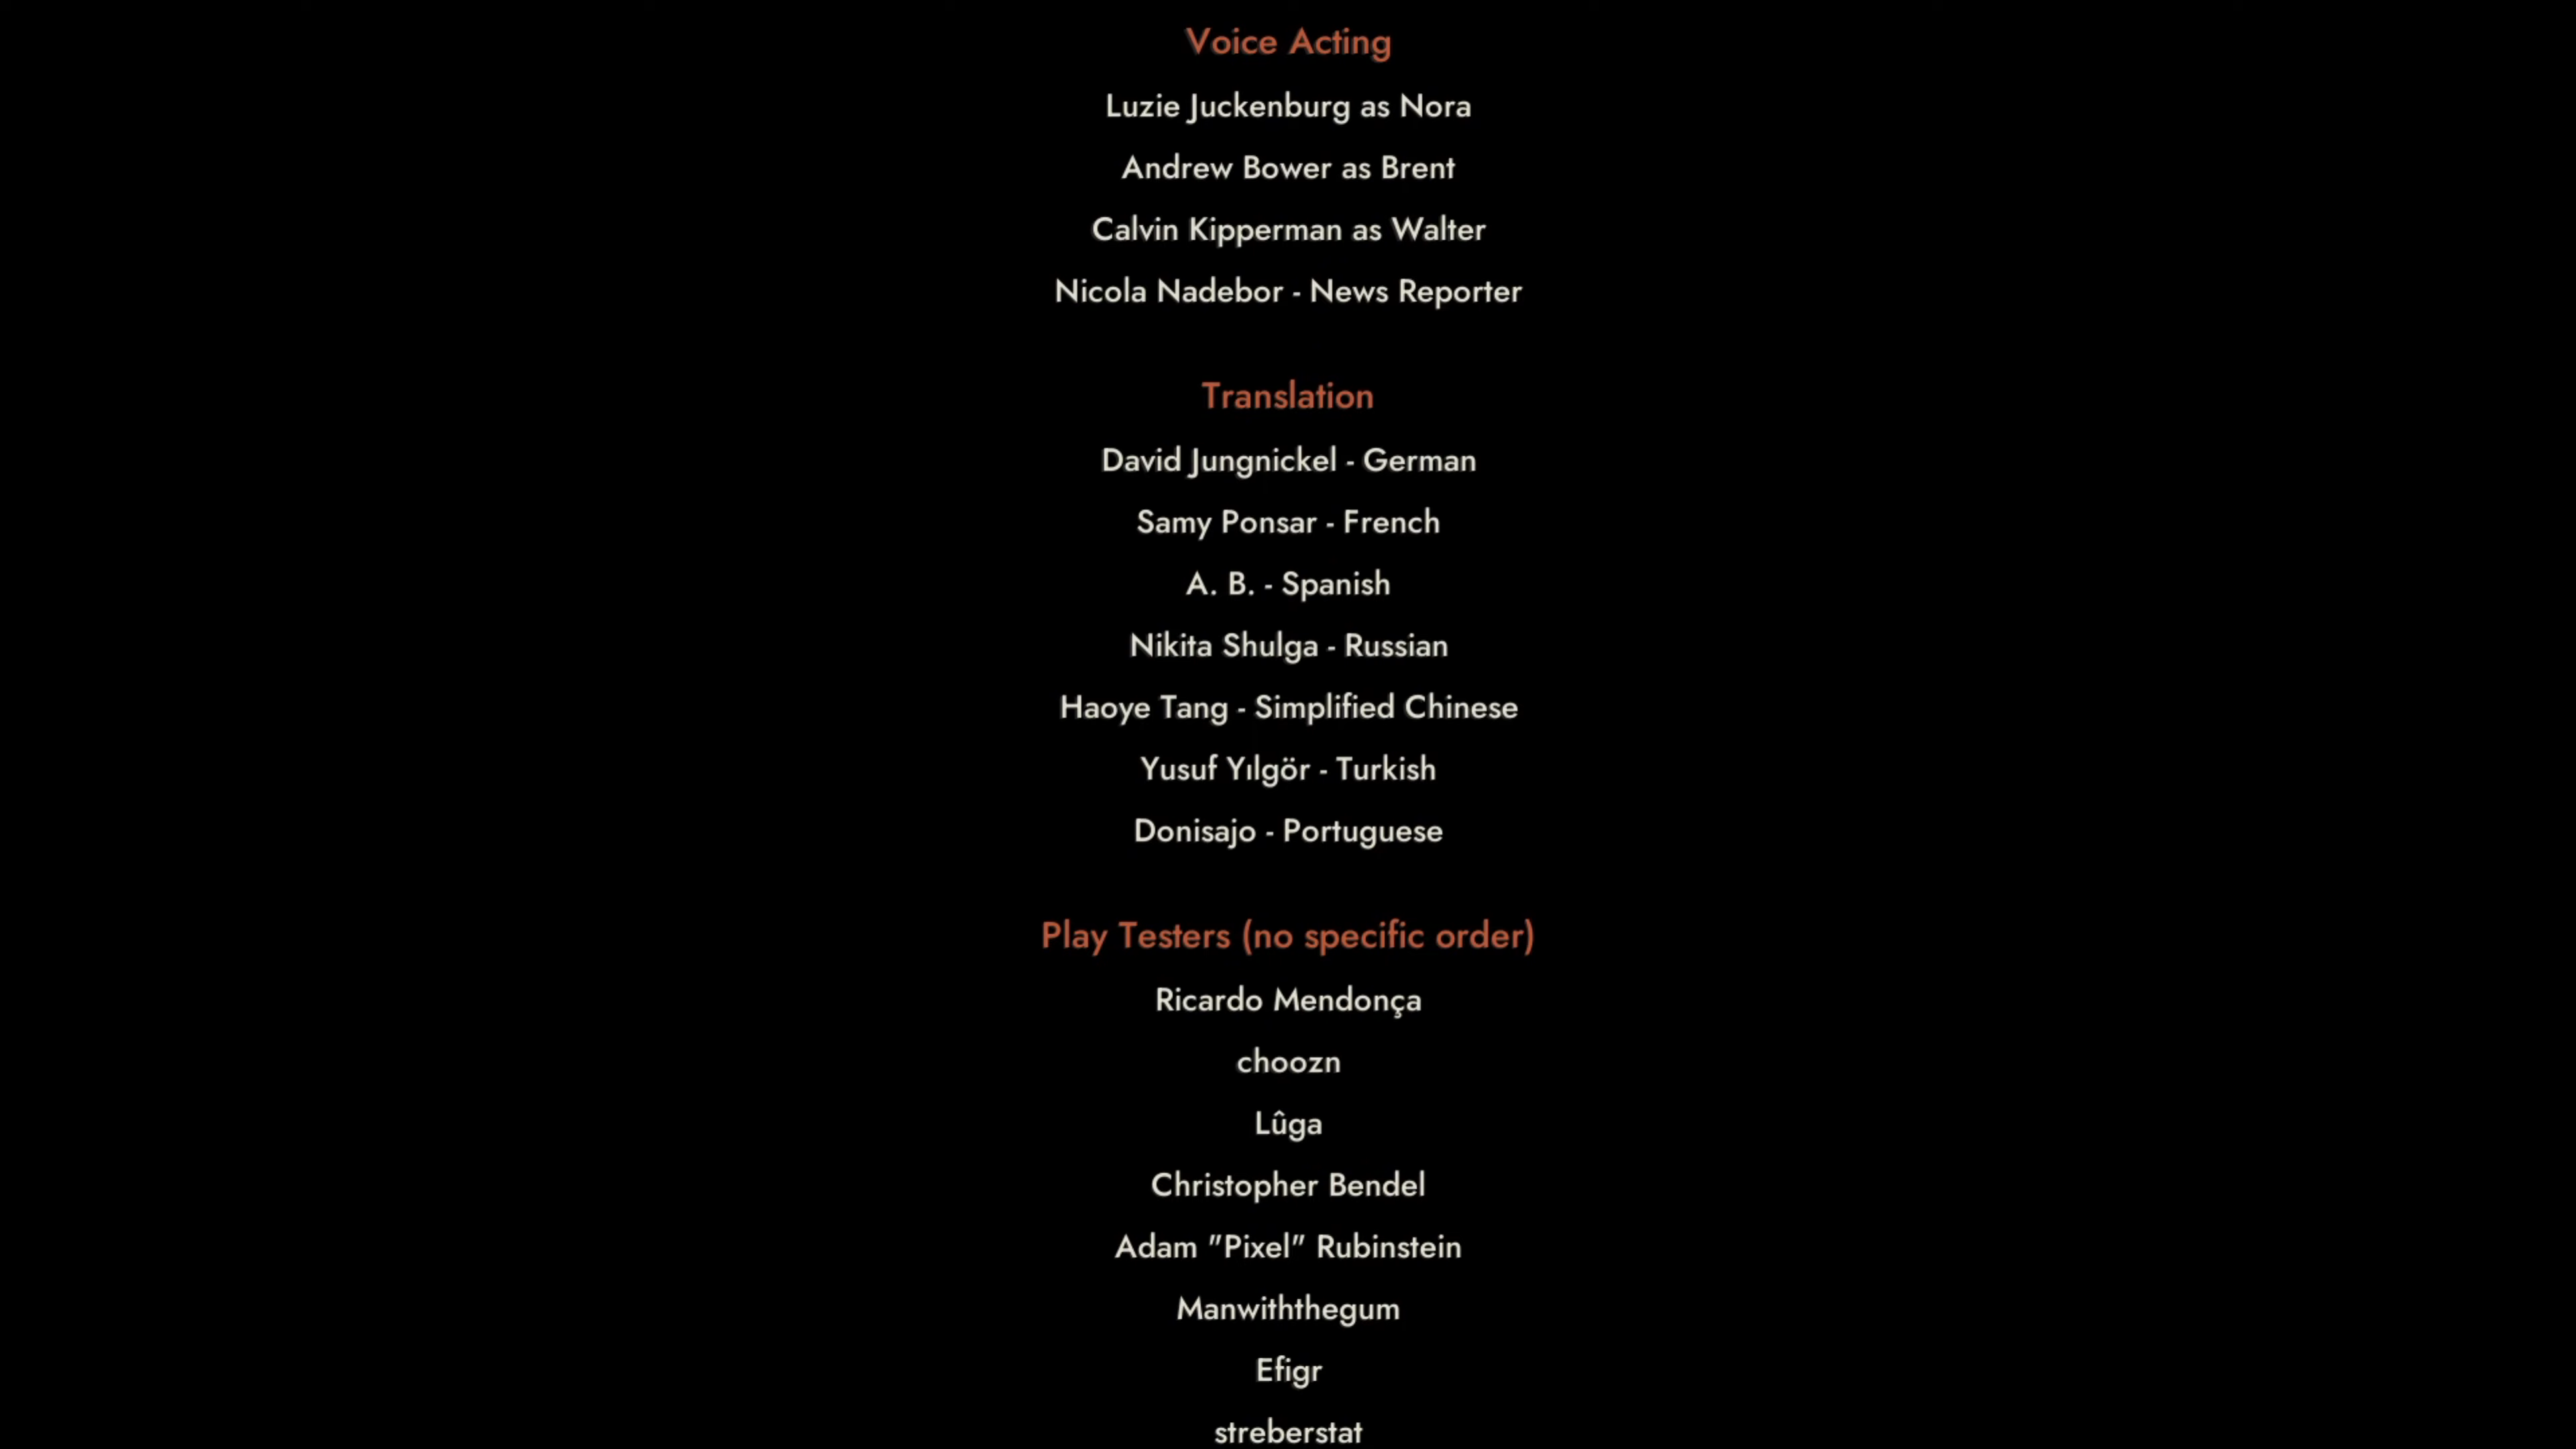 Voice Acting
Luzie Juckenburg as Nora
Andrew Bower as Brent
Calvin Kipperman as Walter
Nicola Nadebor - News Reporter
Translation
David Jungnickel - German
Samy Ponsar - French
A. B. - Spanish
Nikita Shulga - Russian
Haoye Tang - Simplified Chinese
Yusuf Yılgör - Turkish
Donisajo - Portuguese
Play Testers (no specific order)
Ricardo Mendonça
choozn
Lûga
Christopher Bendel
Adam "Pixel" Rubinstein
Manwiththegum
Efigr
streberstat